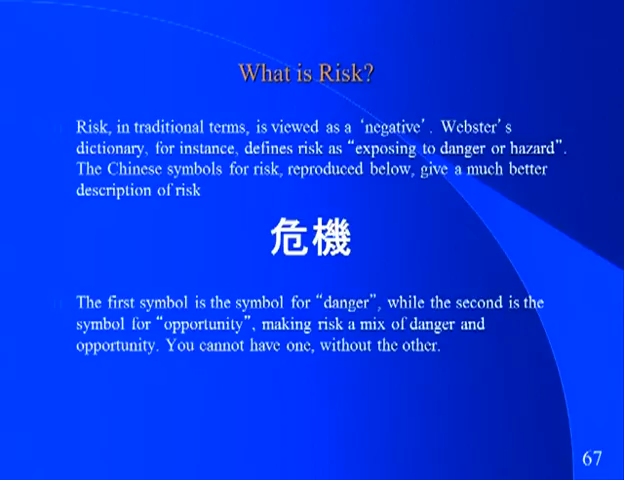 What is Risk?
Risk, in traditional terms, is viewed as a ‘negative’. Webster’s
dictionary, for instance, defines risk as “exposing to danger or hazard”.
The Chinese symbols for risk, reproduced below, give a much better
description of risk
危機
The first symbol is the symbol for “danger”, while the second is the
symbol for “opportunity”, making risk a mix of danger and
opportunity. You cannot have one, without the other.
67